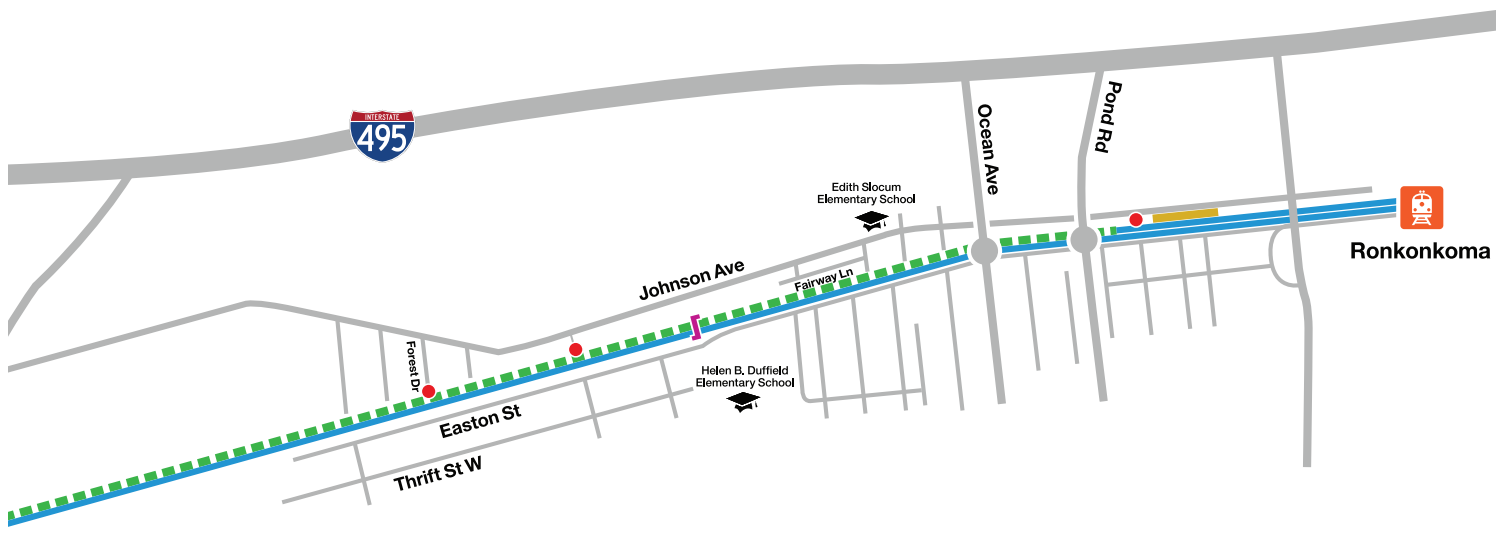 INTERSTATE
495
Ocean Ave
Pond Rd
Edith Slocum
Elementary School
Ronkonkoma
Johnson Ave
Fairway Ln
Forest Dr
Helen B. Duffield
Elementary School
Easton St
Thrift St W